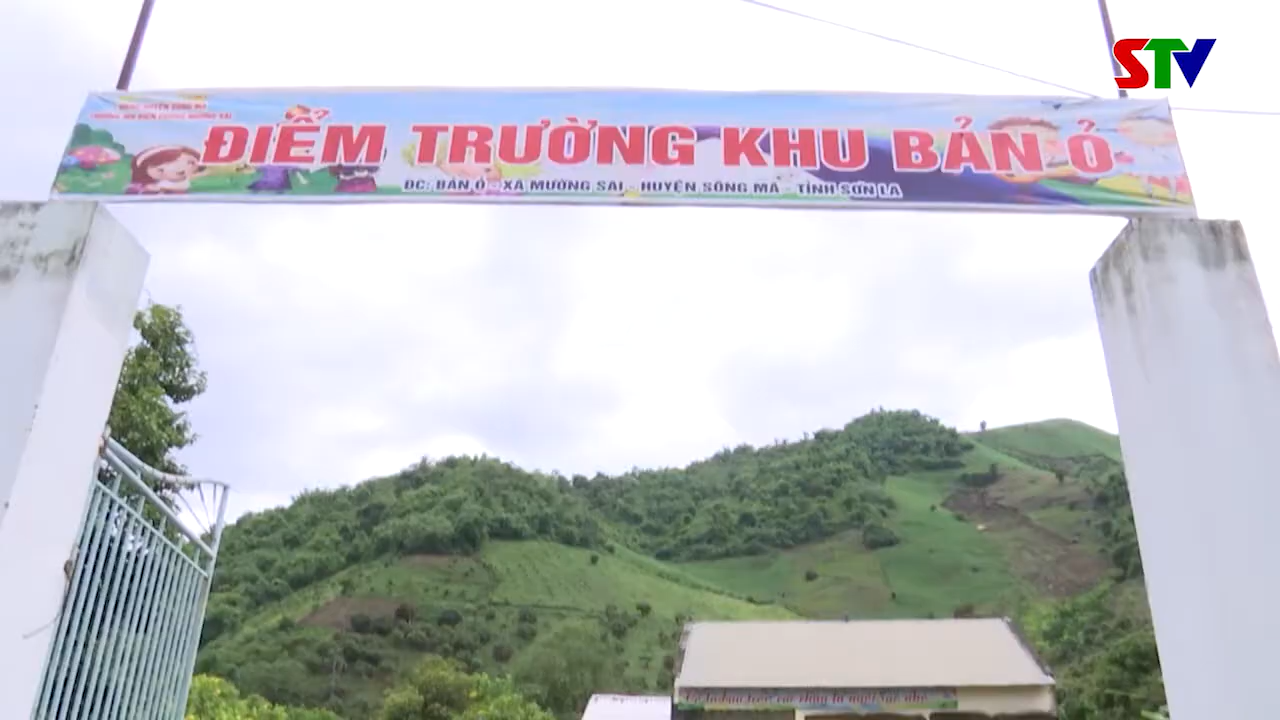 STV
ĐIỂM TRƯỜNG KHU BẢN Ỏ
ĐC: BẢN Ỏ - XÃ MƯỜNG SAI - HUYỆN SÔNG MÃ - TỈNH SƠN LA